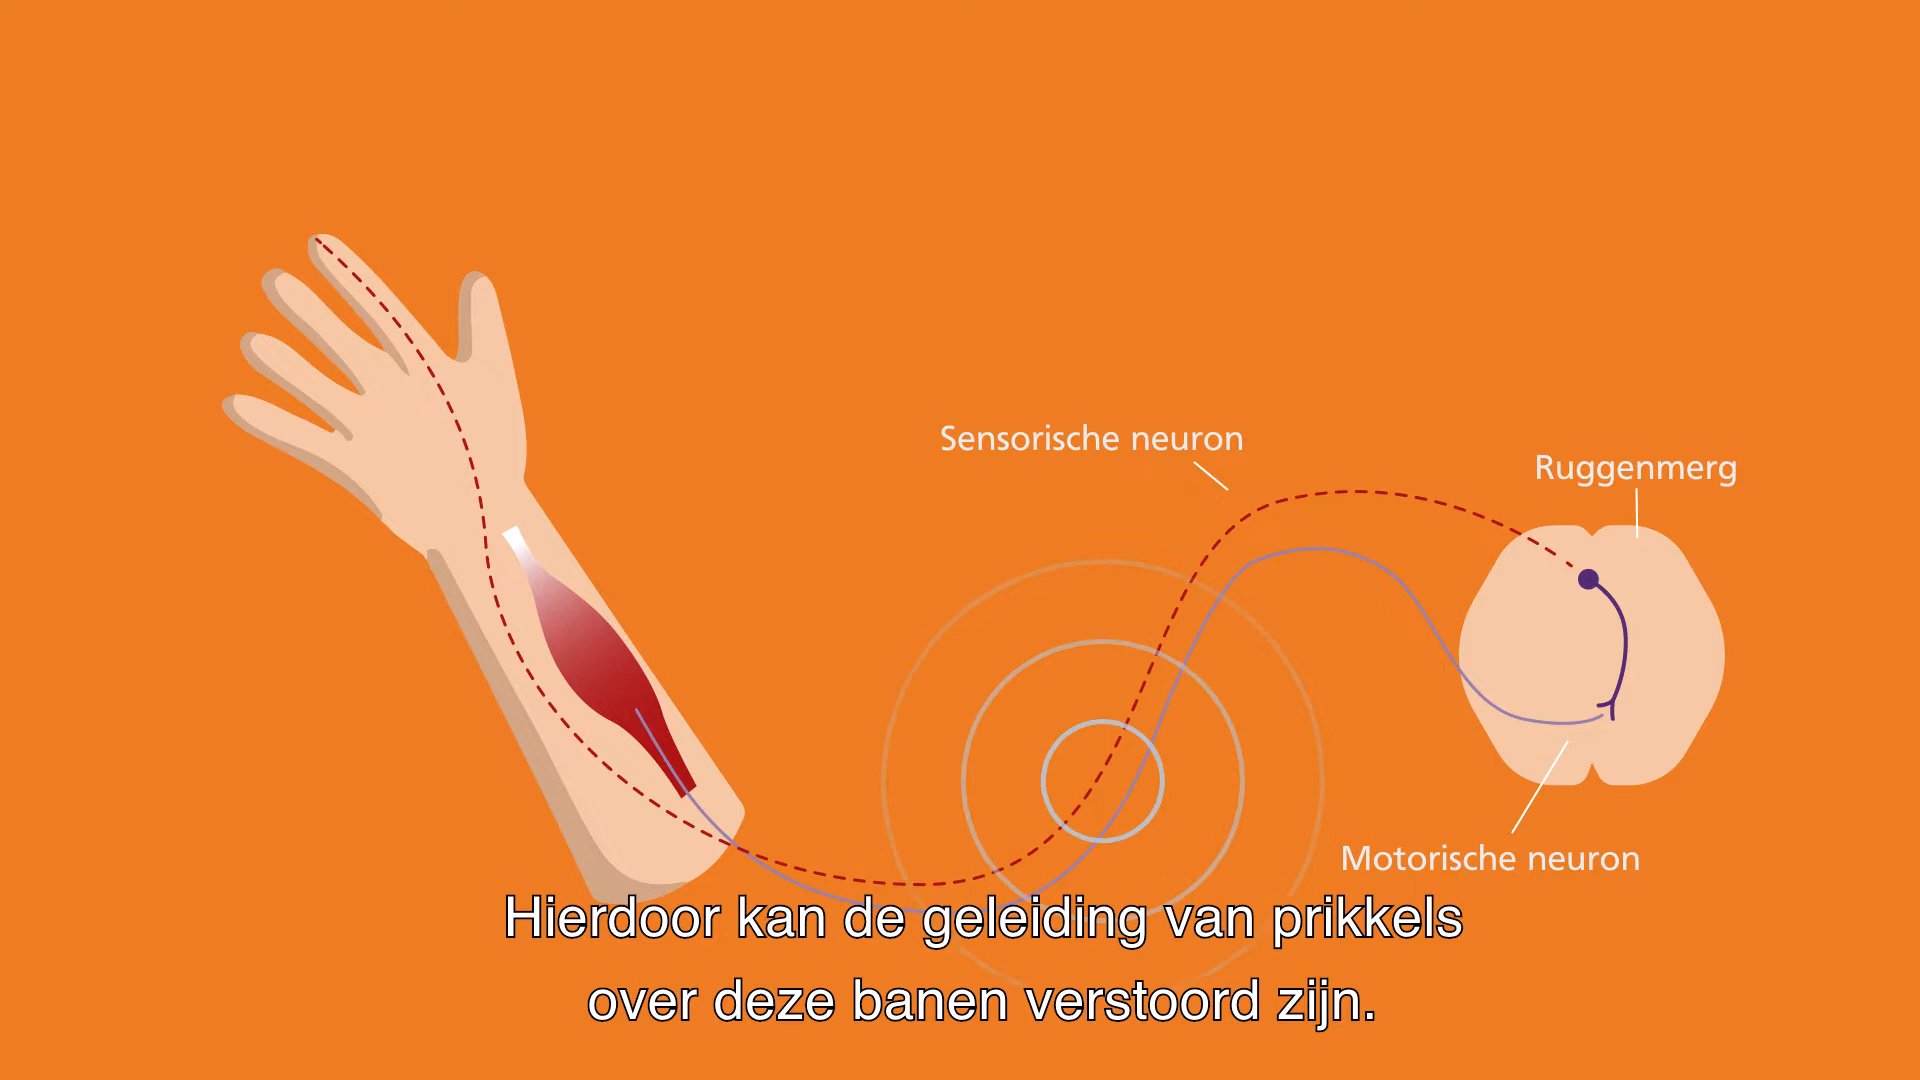 Sensorische neuron
Ruggenmerg
Motorische neuron
Hierdoor kan de geleiding van prikkels
over deze banen verstoord zijn.